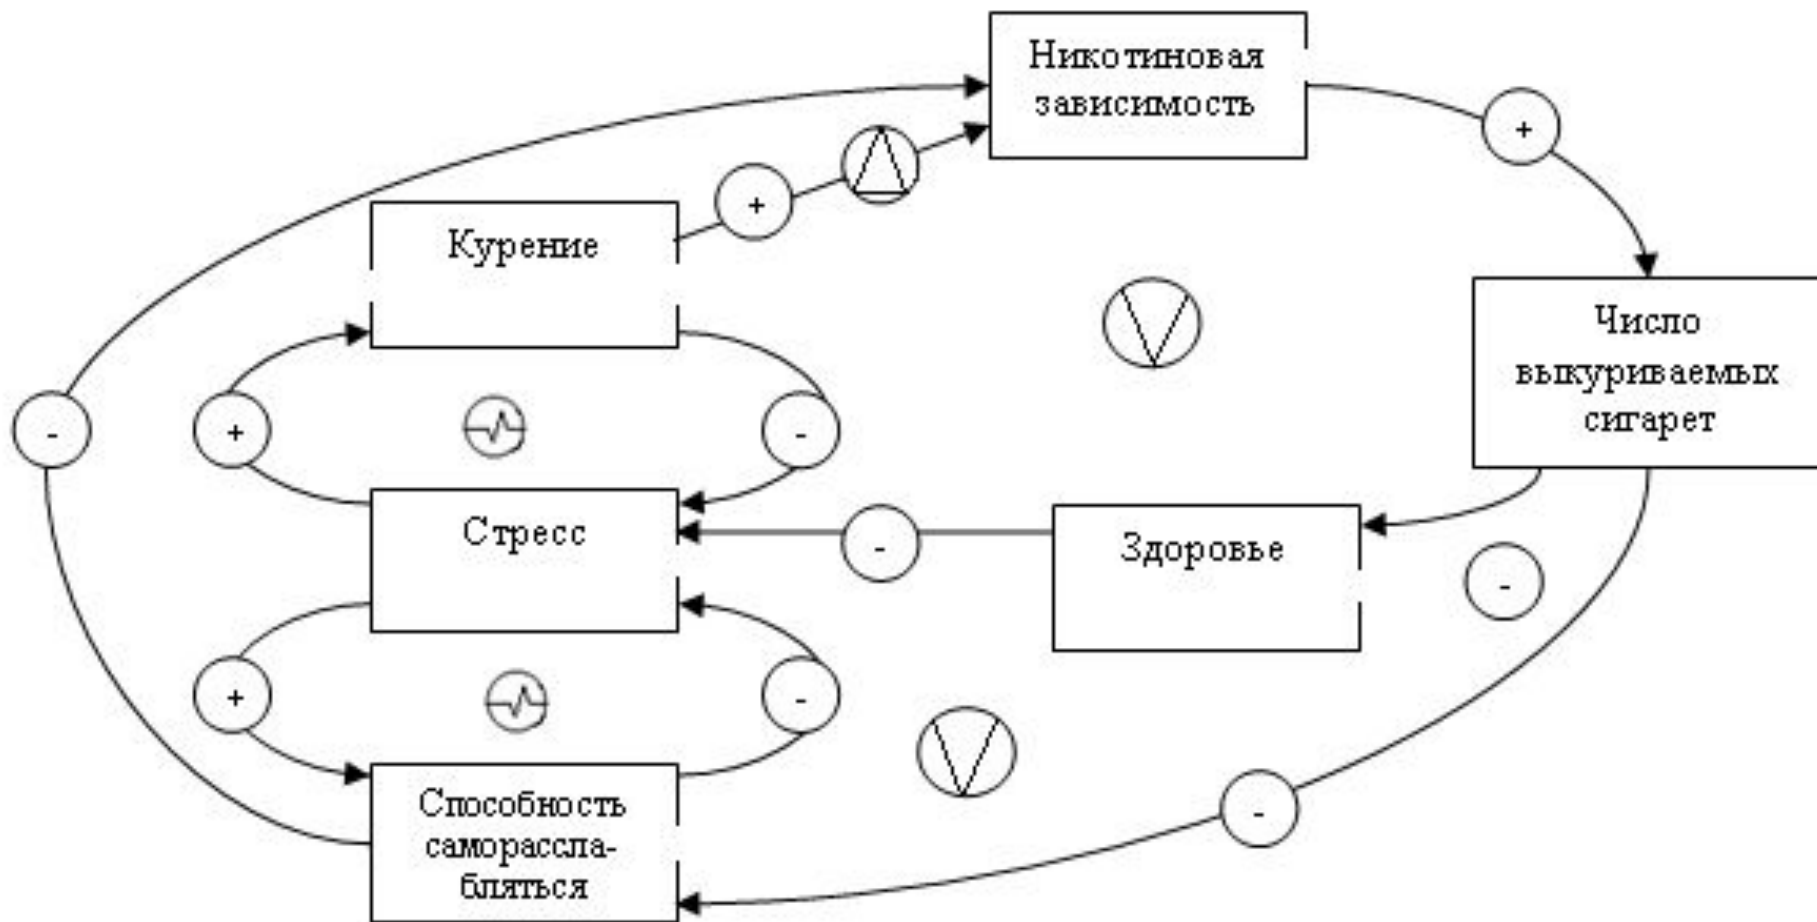 Никотиновая
зависимость
+
+
Курение
Число
выкуриваемых
сигарет
-
+
-
Стресс
-
Здоровье
-
+
-
Способность
саморассла-
бляться
-